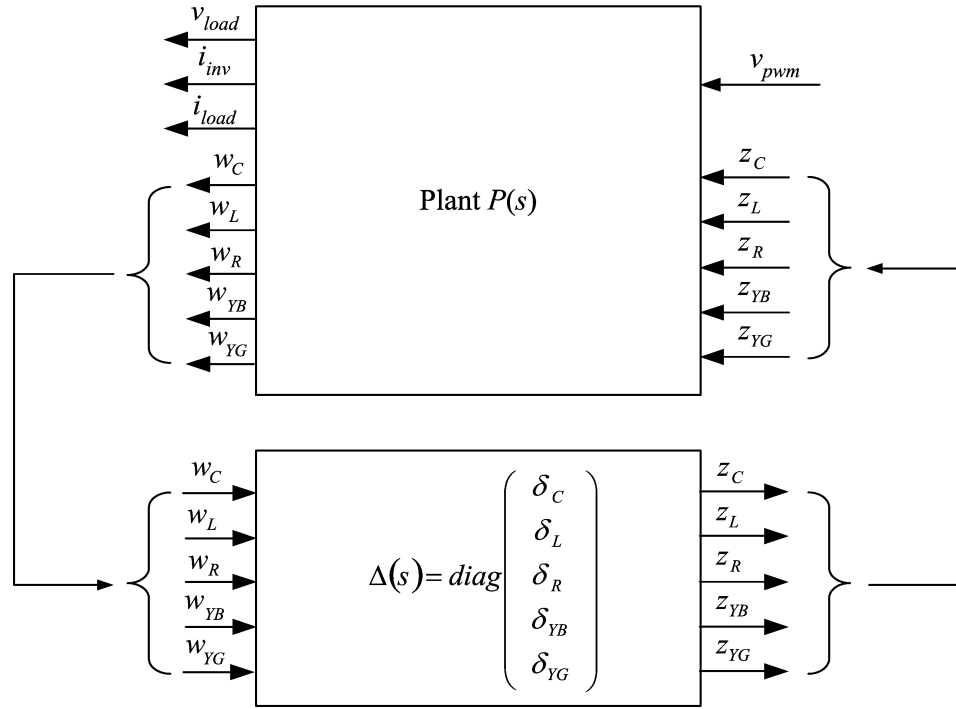 v_load
i_inv
v_pwm
i_load
w_C
z_C
w_L
z_L
Plant P(s)
w_R
z_R
w_YB
z_YB
w_YG
z_YG
w_C
z_C
w_L
z_L
w_R
z_R
w_YB
z_YB
w_YG
z_YG
Δ(s) = diag
δ_C
δ_L
δ_R
δ_YB
δ_YG